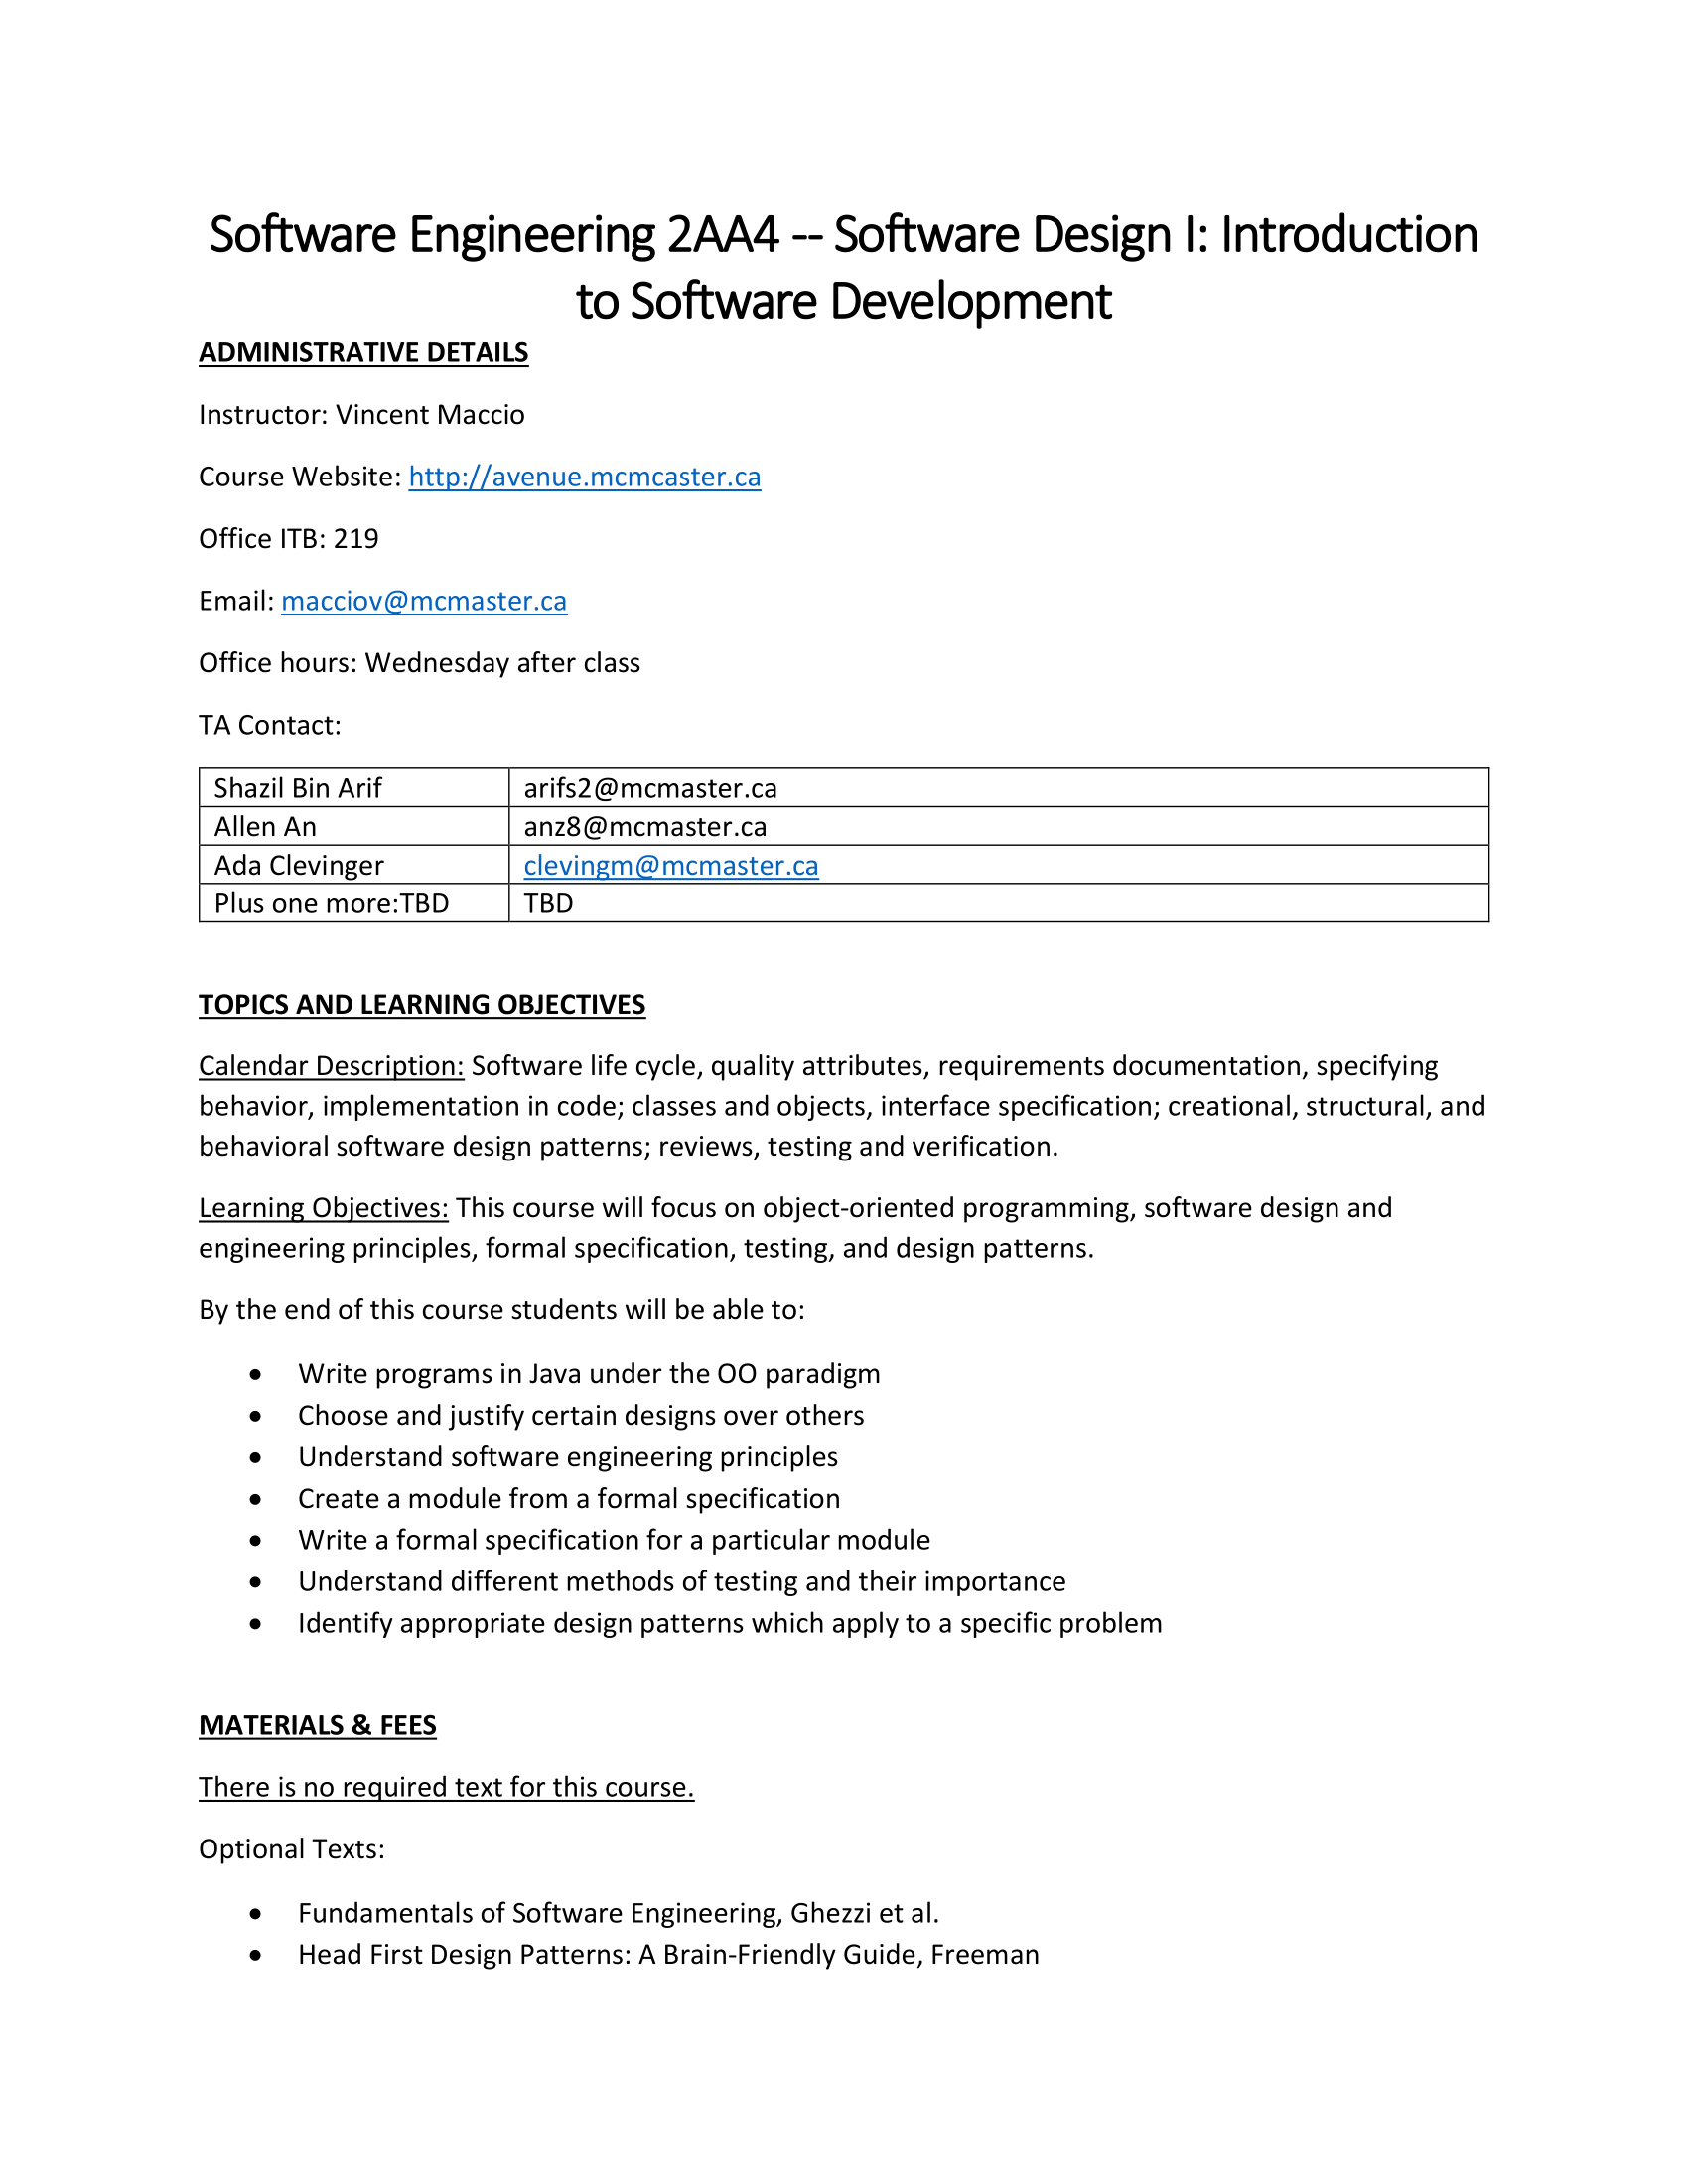 Software Engineering 2AA4 -- Software Design I: Introduction
to Software Development
ADMINISTRATIVE DETAILS
Instructor: Vincent Maccio
Course Website: http://avenue.mcmcaster.ca
Office ITB: 219
Email: macciov@mcmaster.ca
Office hours: Wednesday after class
TA Contact:
Shazil Bin Arif arifs2@mcmaster.ca
Allen An anz8@mcmaster.ca
Ada Clevinger clevingm@mcmaster.ca
Plus one more:TBD TBD
TOPICS AND LEARNING OBJECTIVES
Calendar Description: Software life cycle, quality attributes, requirements documentation, specifying
behavior, implementation in code; classes and objects, interface specification; creational, structural, and
behavioral software design patterns; reviews, testing and verification.
Learning Objectives: This course will focus on object-oriented programming, software design and
engineering principles, formal specification, testing, and design patterns.
By the end of this course students will be able to:
• Write programs in Java under the OO paradigm
• Choose and justify certain designs over others
• Understand software engineering principles
• Create a module from a formal specification
• Write a formal specification for a particular module
• Understand different methods of testing and their importance
• Identify appropriate design patterns which apply to a specific problem
MATERIALS & FEES
There is no required text for this course.
Optional Texts:
• Fundamentals of Software Engineering, Ghezzi et al.
• Head First Design Patterns: A Brain-Friendly Guide, Freeman